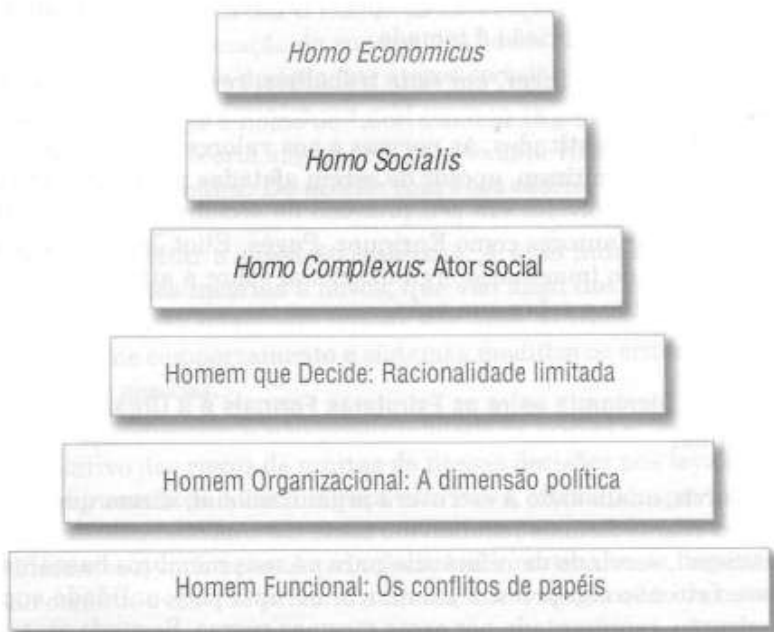 Homo Economicus
Homo Socialis
Homo Complexus: Ator social
Homem que Decide: Racionalidade limitada
Homem Organizacional: A dimensão política
Homem Funcional: Os conflitos de papéis